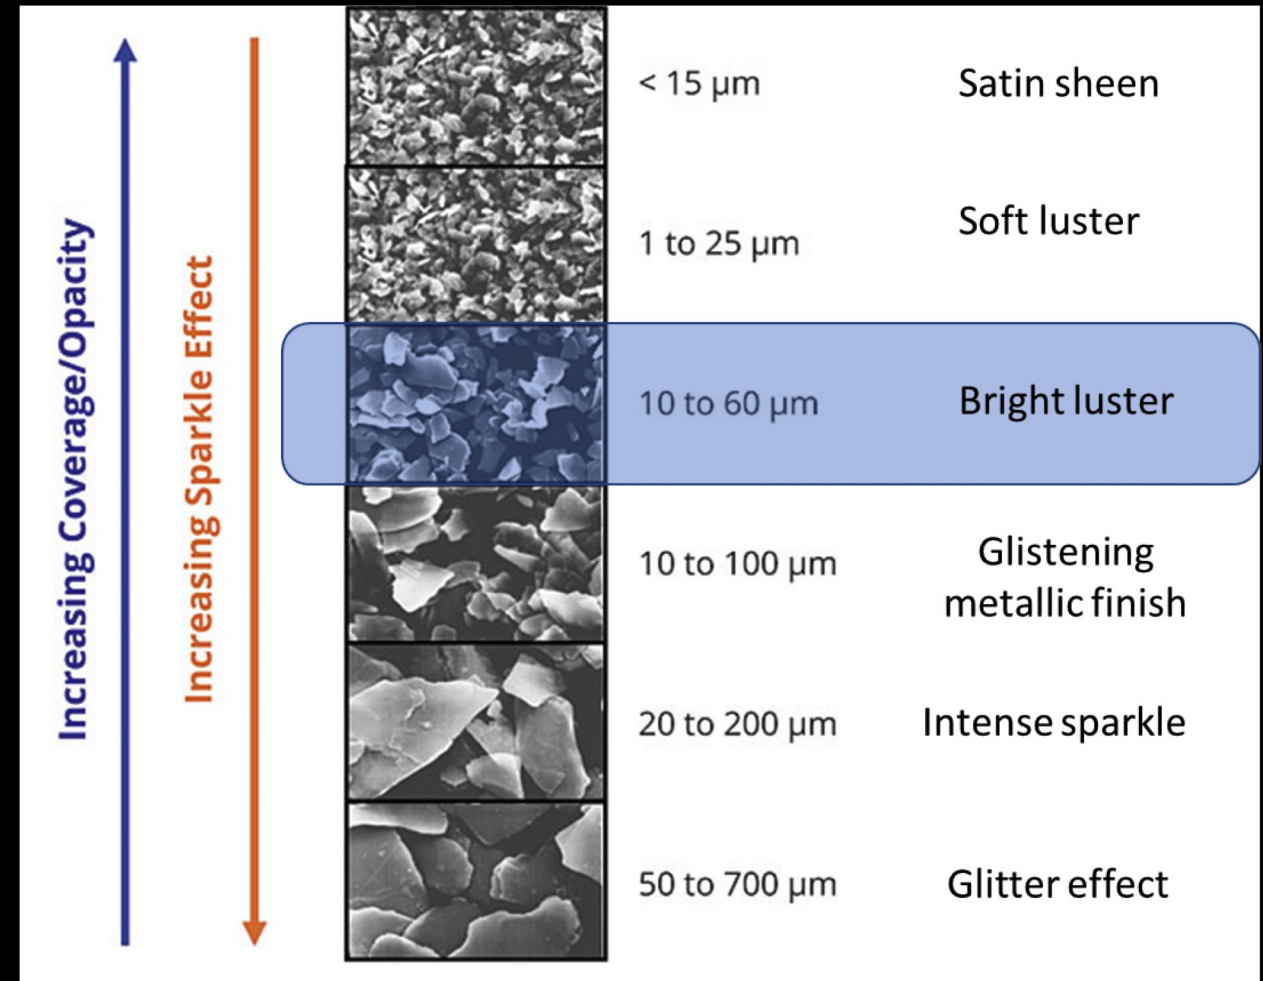 Increasing Coverage/Opacity
Increasing Sparkle Effect
< 15 µm
Satin sheen
1 to 25 µm
Soft luster
10 to 60 µm
Bright luster
10 to 100 µm
Glistening
metallic finish
20 to 200 µm
Intense sparkle
50 to 700 µm
Glitter effect